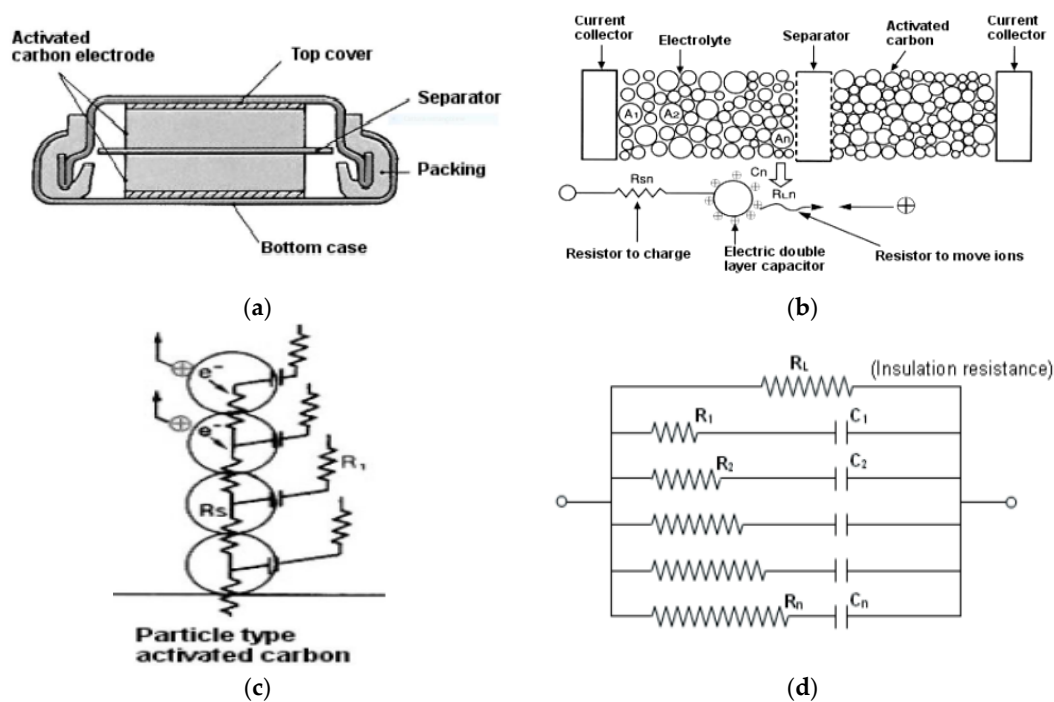 Activated
carbon electrode
Top cover
Separator
Packing
Bottom case
(a)
Current
collector
Electrolyte
Separator
Activated
carbon
Current
collector
A1
A2
An
Cn
Rsn
RLn
Resistor to charge
Electric double
layer capacitor
Resistor to move ions
(b)
e-
e-
R1
Rs
Particle type
activated carbon
(c)
RL
(Insulation resistance)
R1
C1
R2
C2
Rn
Cn
(d)